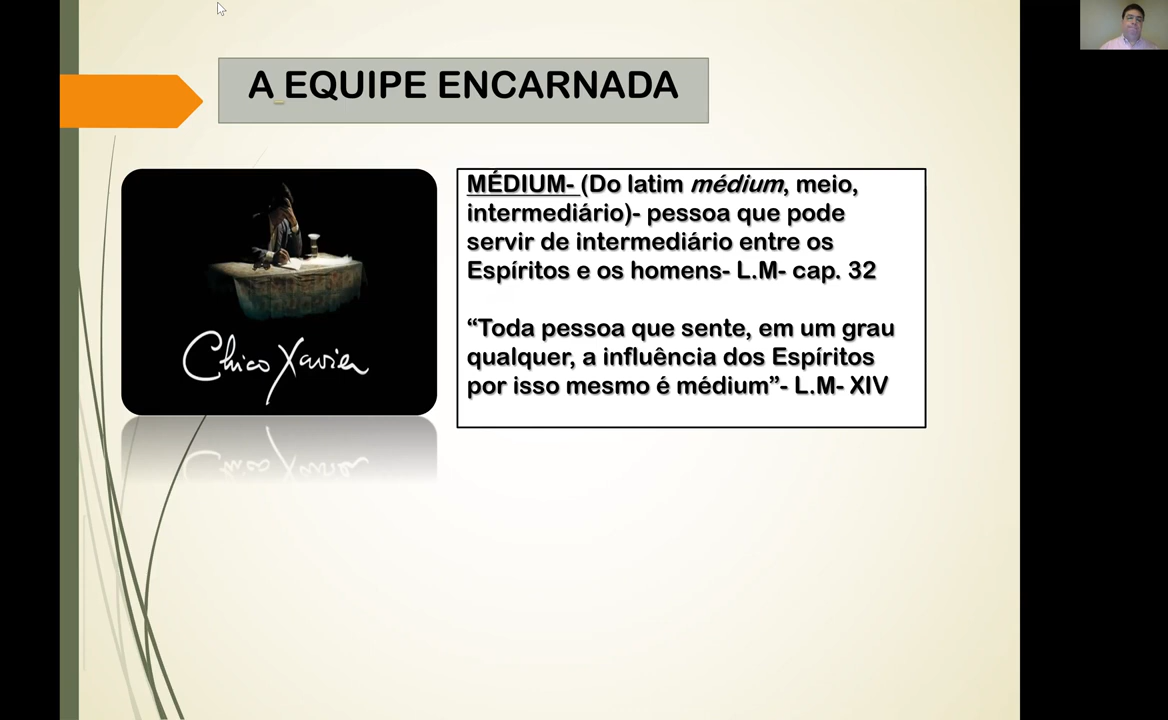 A EQUIPE ENCARNADA
Chico Xavier
MÉDIUM- (Do latim médium, meio,
intermediário)- pessoa que pode
servir de intermediário entre os
Espíritos e os homens- L.M- cap. 32
“Toda pessoa que sente, em um grau
qualquer, a influência dos Espíritos
por isso mesmo é médium”- L.M- XIV